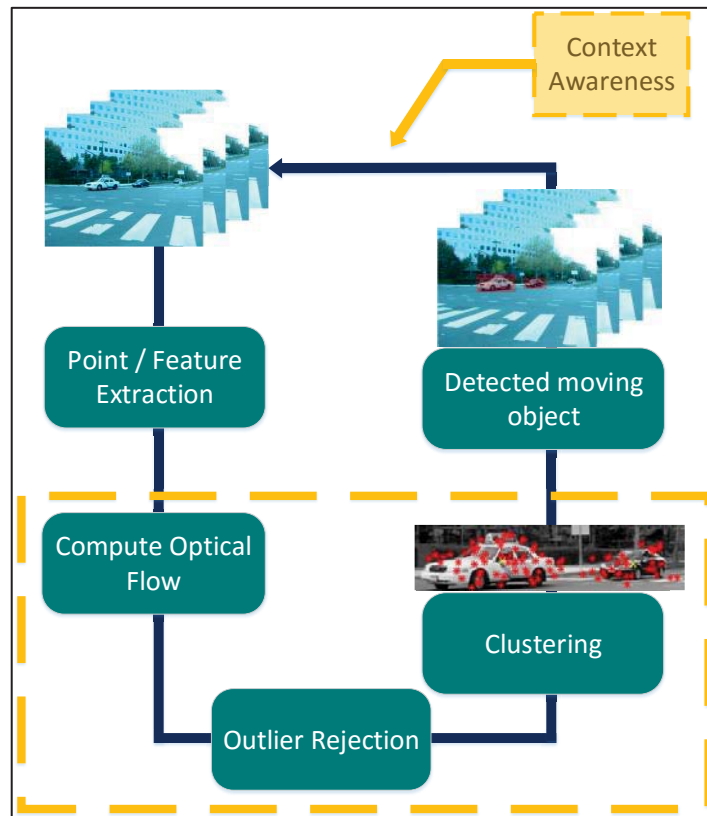 Context
Awareness
Point / Feature
Extraction
Detected moving
object
Compute Optical
Flow
Clustering
Outlier Rejection